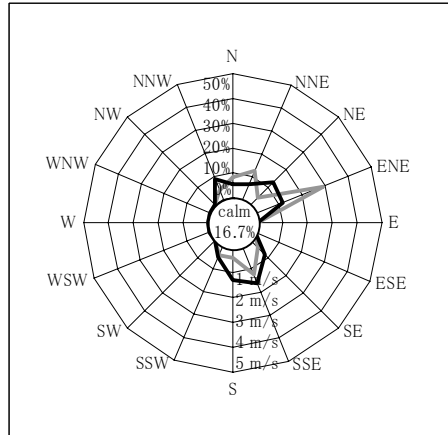 N
NNW
50%
NNE
40%
NW
NE
30%
20%
WNW
ENE
10%
0%
calm
W
E
16.7%
WSW
ESE
1 m/s
2 m/s
SW
SE
3 m/s
4 m/s
SSW
SSE
5 m/s
S